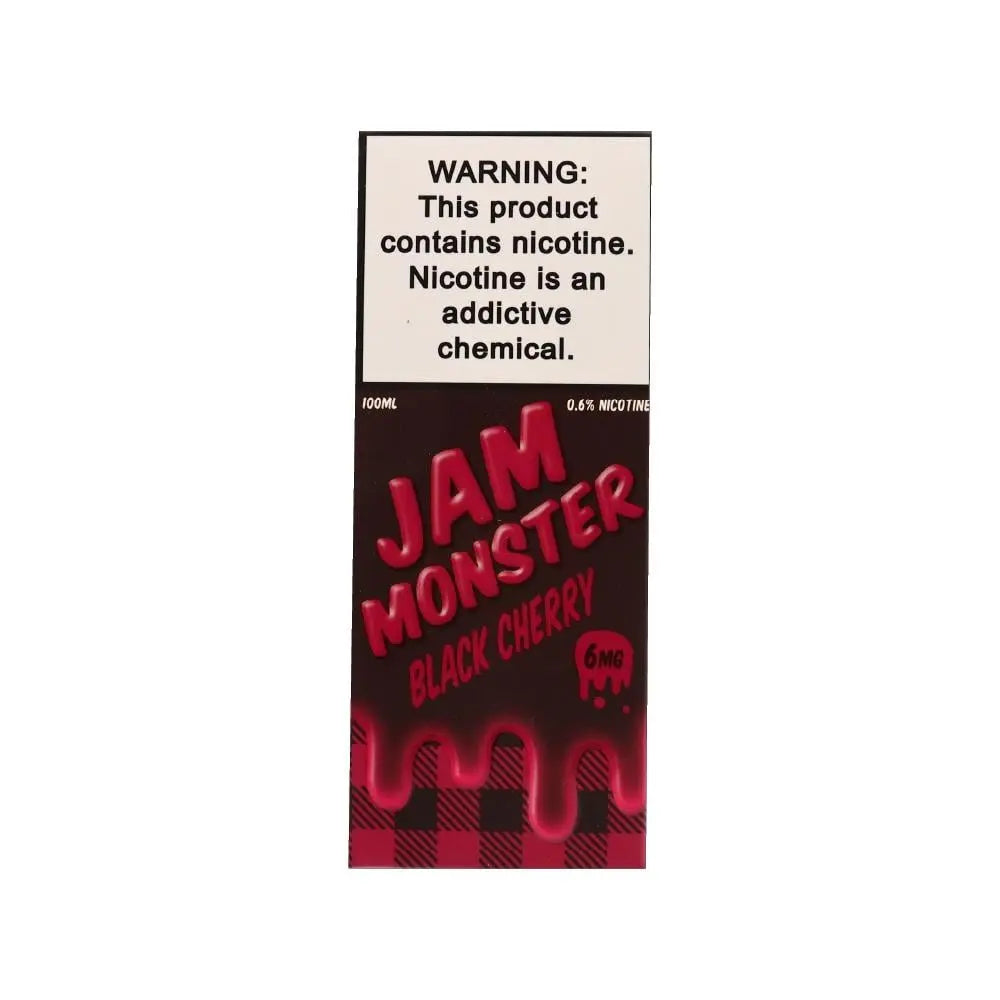 WARNING:
This product
contains nicotine.
Nicotine is an
addictive
chemical.
100ML 0.6% NICOTINE
JAM
MONSTER
BLACK CHERRY
6MG